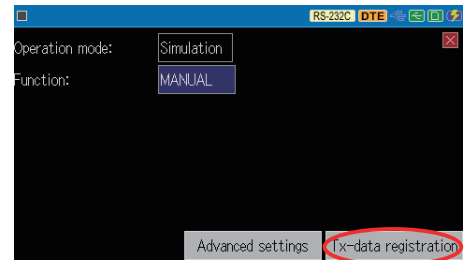 RS-232C DTE
Operation mode: Simulation
Function: MANUAL
Advanced settings Tx-data registration